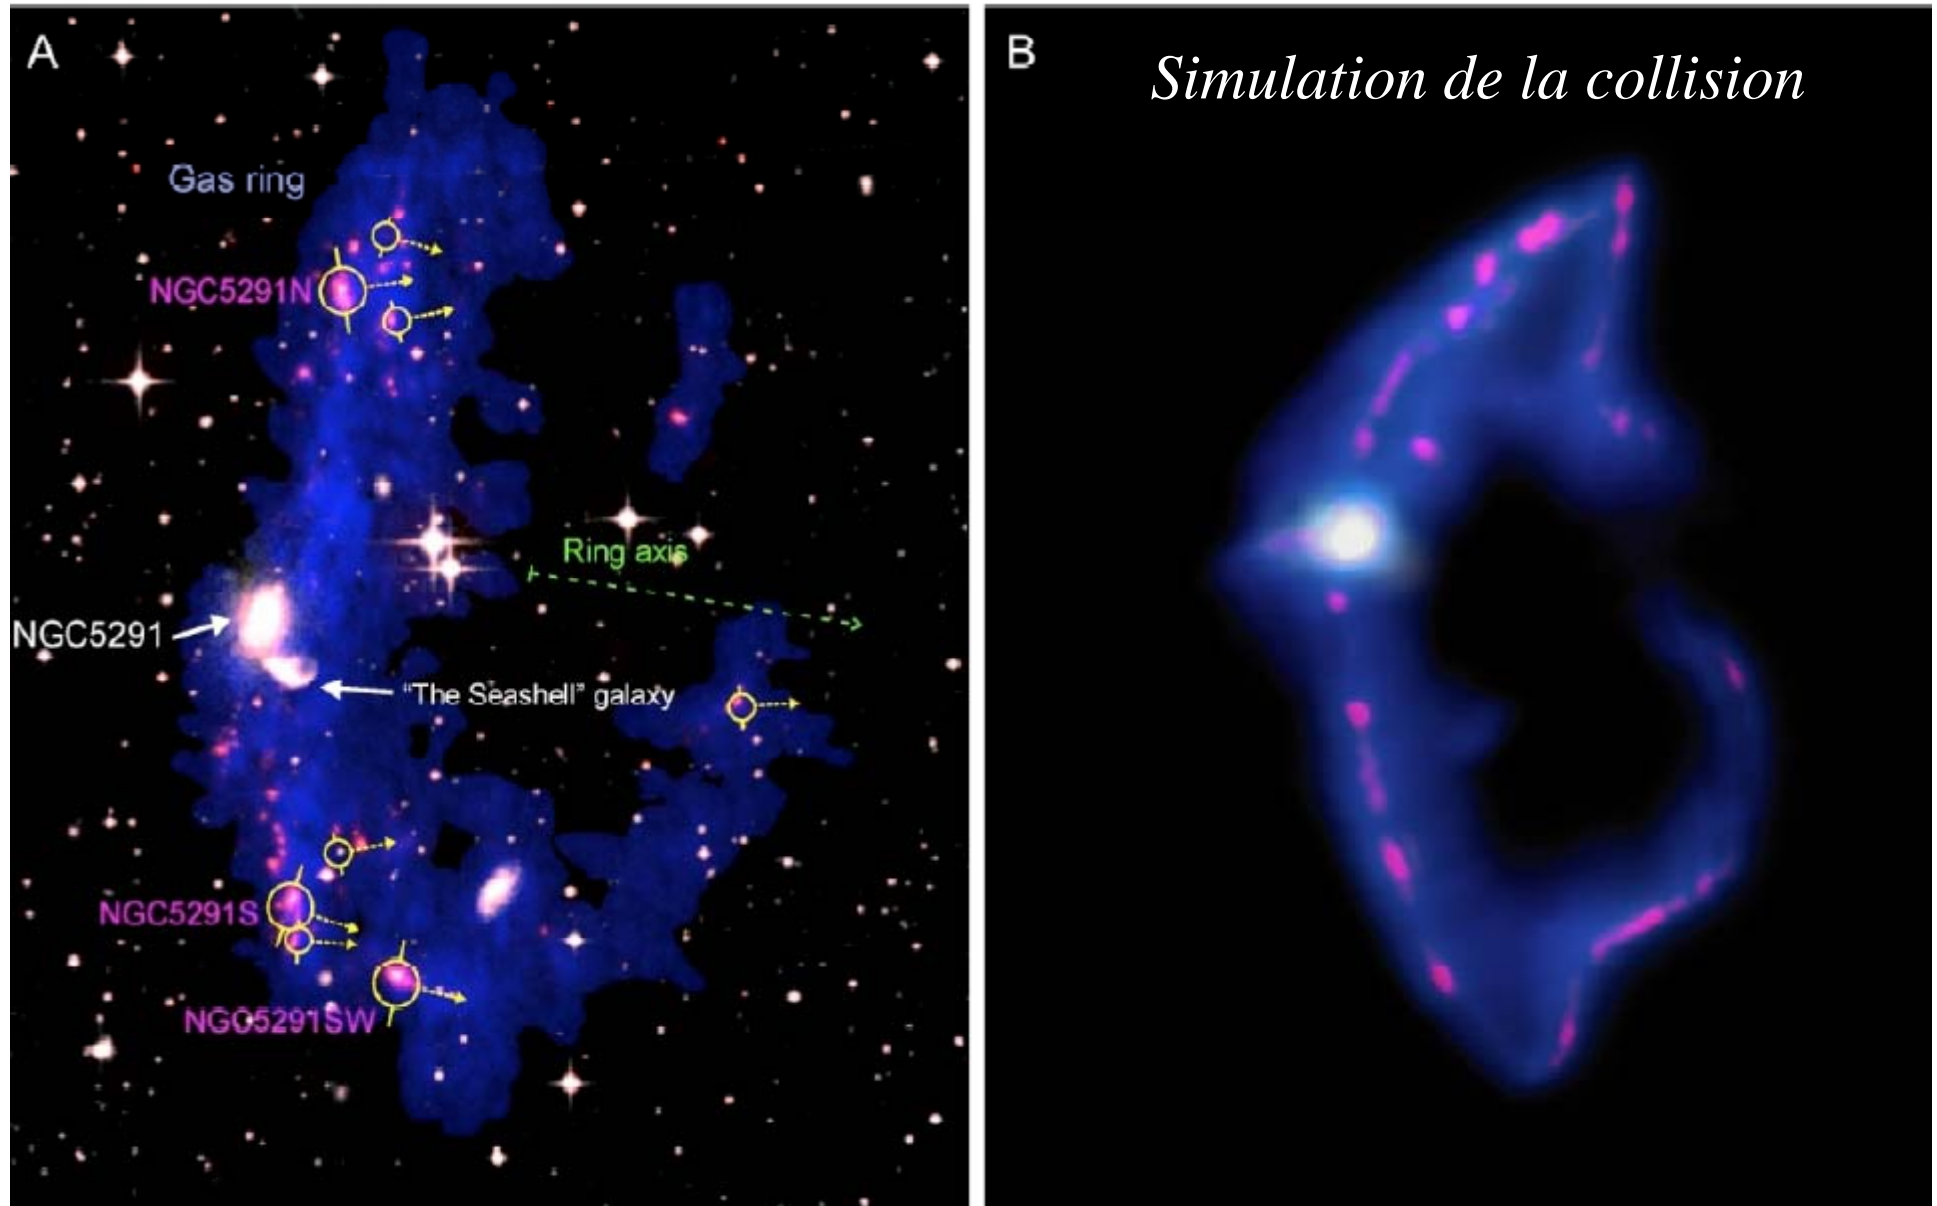 A
Gas ring
NGC5291N
Ring axis
NGC5291
"The Seashell" galaxy
NGC5291S
NGC5291SW
B
Simulation de la collision